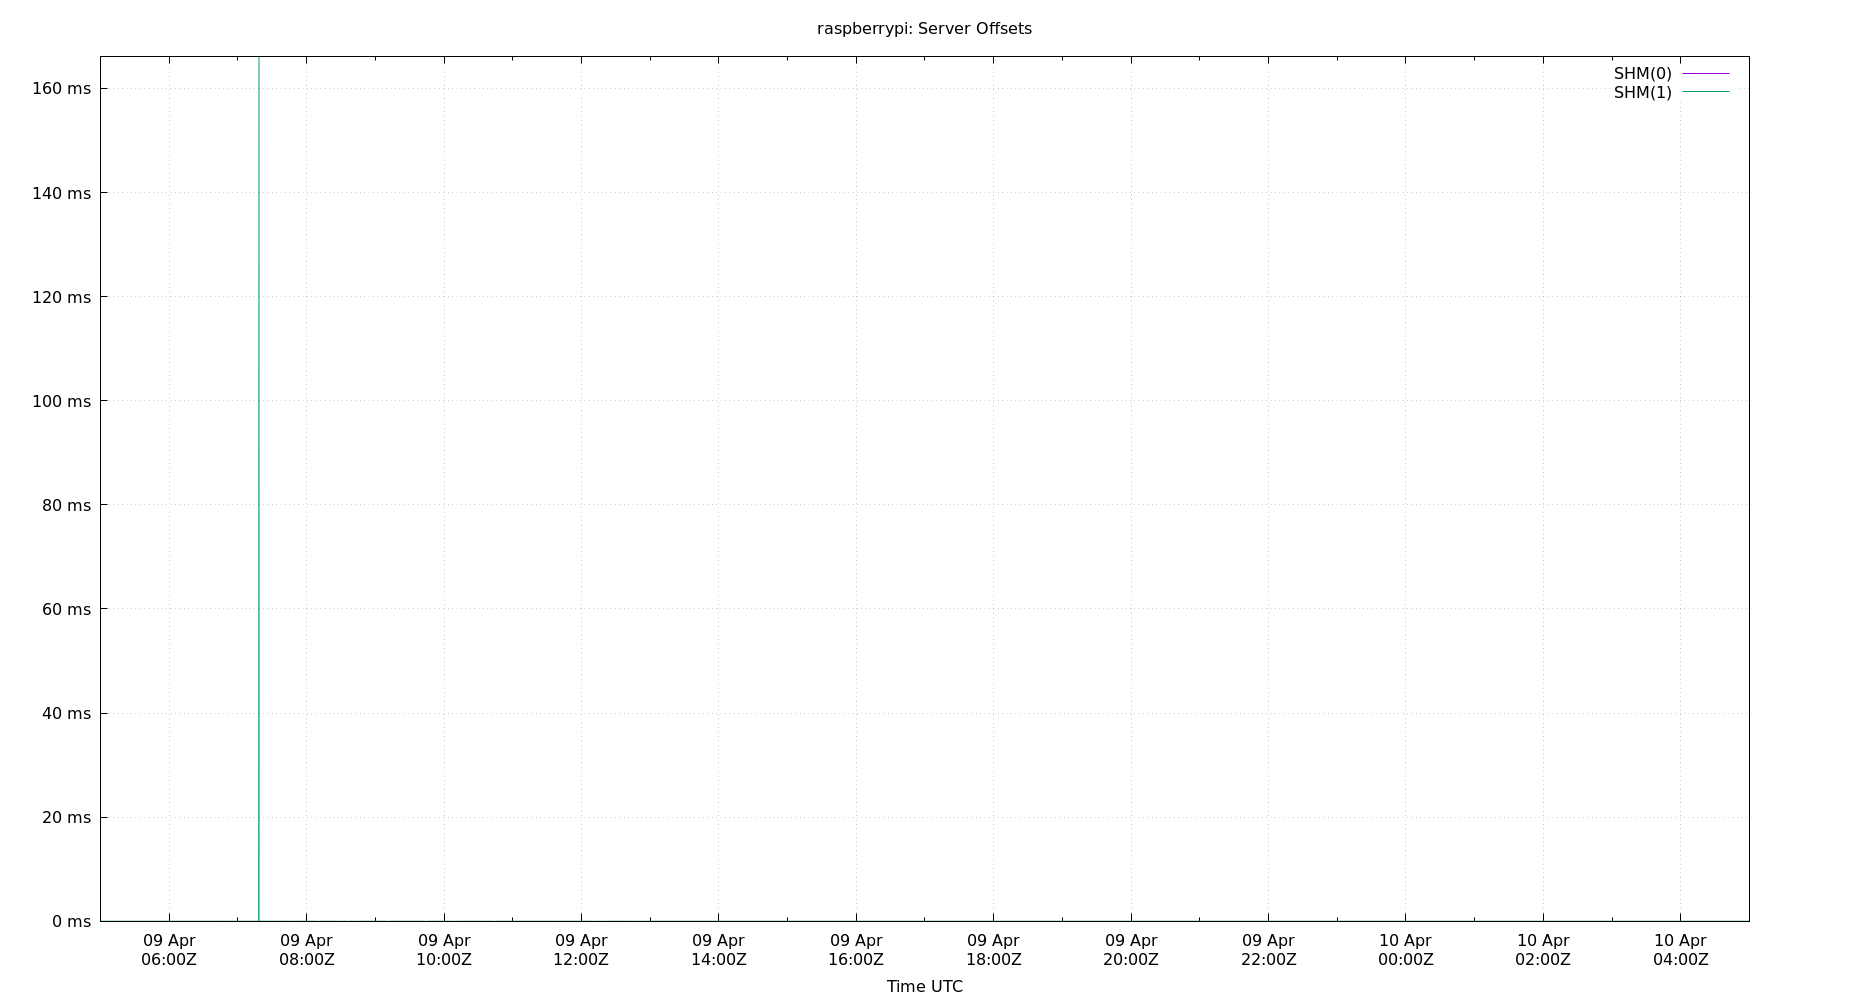 raspberrypi: Server Offsets
SHM(0)
SHM(1)
160 ms
140 ms
120 ms
100 ms
80 ms
60 ms
40 ms
20 ms
0 ms
09 Apr 09 Apr 09 Apr 09 Apr 09 Apr 09 Apr 09 Apr 09 Apr 09 Apr 10 Apr 10 Apr 10 Apr
06:00Z 08:00Z 10:00Z 12:00Z 14:00Z 16:00Z 18:00Z 20:00Z 22:00Z 00:00Z 02:00Z 04:00Z
Time UTC